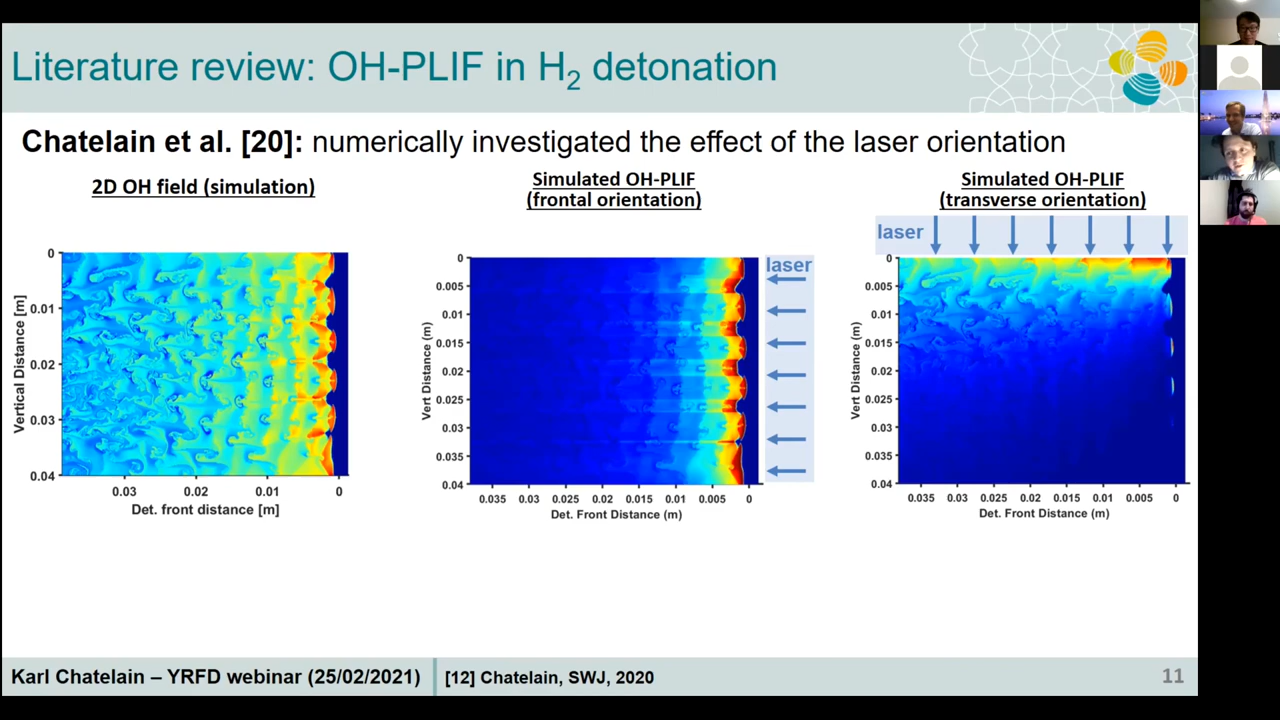 Literature review: OH-PLIF in H2 detonation
Chatelain et al. [20]: numerically investigated the effect of the laser orientation
2D OH field (simulation)
Simulated OH-PLIF
(frontal orientation)
Simulated OH-PLIF
(transverse orientation)
0
0.01
0.02
0.03
0.04
Vertical Distance [m]
0.03
0.02
0.01
0
Det. front distance [m]
laser
0
0.005
0.01
0.015
0.02
0.025
0.03
0.035
0.04
Vert Distance (m)
0.035
0.03
0.025
0.02
0.015
0.01
0.005
0
Det. Front Distance (m)
laser
0
0.005
0.01
0.015
0.02
0.025
0.03
0.035
0.04
Vert Distance (m)
0.035
0.03
0.025
0.02
0.015
0.01
0.005
0
Det. Front Distance (m)
Karl Chatelain – YRFD webinar (25/02/2021)
[12] Chatelain, SWJ, 2020
11